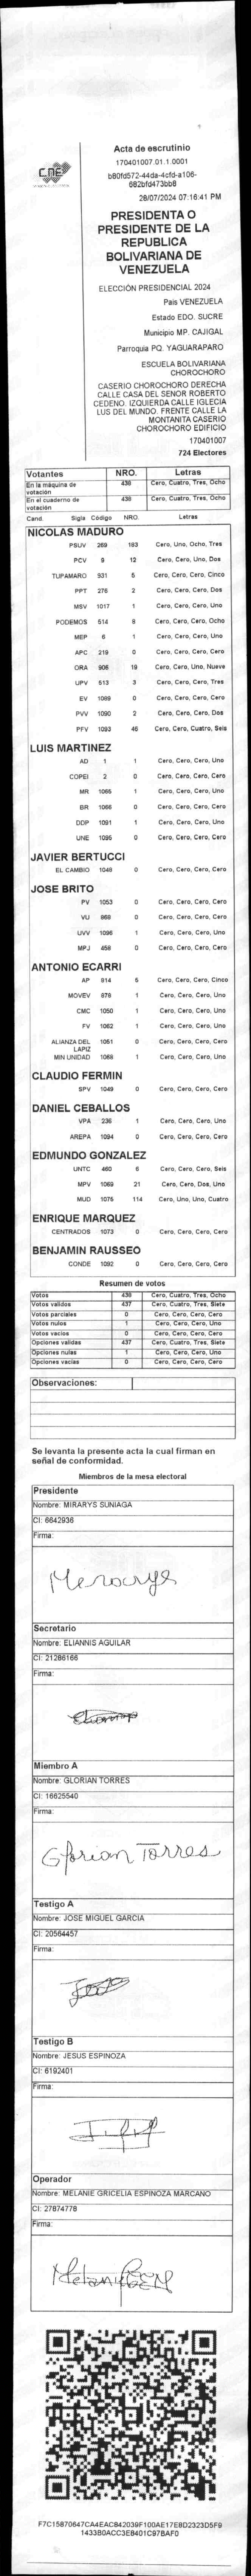 CNE
Acta de escrutinio
170401007.01.1.0001
b80fd572-44da-4cfd-a106-
682bfd473bb8
28/07/2024 07:16:41 PM
PRESIDENTA O
PRESIDENTE DE LA
REPUBLICA
BOLIVARIANA DE
VENEZUELA
ELECCIÓN PRESIDENCIAL 2024
Pais VENEZUELA
Estado EDO. SUCRE
Municipio MP. CAJIGAL
Parroquia PQ. YAGUARAPARO
ESCUELA BOLIVARIANA
CHOROCHORO
CASERIO CHOROCHORO DERECHA
CALLE CASA DEL SENOR ROBERTO
CEDENO. IZQUIERDA CALLE IGLECIA
LUS DEL MUNDO. FRENTE CALLE LA
MONTANITA CASERIO
CHOROCHORO EDIFICIO
170401007
724 Electores
Votantes NRO. Letras
En la máquina de votación 438 Cero, Cuatro, Tres, Ocho
En el cuaderno de votación 438 Cero, Cuatro, Tres, Ocho
Cand. Sigla Código NRO. Letras
NICOLAS MADURO
PSUV 269 183 Cero, Uno, Ocho, Tres
PCV 9 12 Cero, Cero, Uno, Dos
TUPAMARO 931 5 Cero, Cero, Cero, Cinco
PPT 276 2 Cero, Cero, Cero, Dos
MSV 1017 1 Cero, Cero, Cero, Uno
PODEMOS 514 8 Cero, Cero, Cero, Ocho
MEP 6 1 Cero, Cero, Cero, Uno
APC 219 0 Cero, Cero, Cero, Cero
ORA 906 19 Cero, Cero, Uno, Nueve
UPV 513 3 Cero, Cero, Cero, Tres
EV 1089 0 Cero, Cero, Cero, Cero
PVV 1090 2 Cero, Cero, Cero, Dos
PFV 1093 46 Cero, Cero, Cuatro, Seis
LUIS MARTINEZ
AD 1 1 Cero, Cero, Cero, Uno
COPEI 2 0 Cero, Cero, Cero, Cero
MR 1065 1 Cero, Cero, Cero, Uno
BR 1066 0 Cero, Cero, Cero, Cero
DDP 1091 1 Cero, Cero, Cero, Uno
UNE 1095 0 Cero, Cero, Cero, Cero
JAVIER BERTUCCI
EL CAMBIO 1048 0 Cero, Cero, Cero, Cero
JOSE BRITO
PV 1053 0 Cero, Cero, Cero, Cero
VU 868 0 Cero, Cero, Cero, Cero
UVV 1096 1 Cero, Cero, Cero, Uno
MPJ 458 0 Cero, Cero, Cero, Cero
ANTONIO ECARRI
AP 814 5 Cero, Cero, Cero, Cinco
MOVEV 878 1 Cero, Cero, Cero, Uno
CMC 1050 1 Cero, Cero, Cero, Uno
FV 1062 1 Cero, Cero, Cero, Uno
ALIANZA DEL LAPIZ 1051 0 Cero, Cero, Cero, Cero
MIN UNIDAD 1068 1 Cero, Cero, Cero, Uno
CLAUDIO FERMIN
SPV 1049 0 Cero, Cero, Cero, Cero
DANIEL CEBALLOS
VPA 236 1 Cero, Cero, Cero, Uno
AREPA 1094 0 Cero, Cero, Cero, Cero
EDMUNDO GONZALEZ
UNTC 460 6 Cero, Cero, Cero, Seis
MPV 1069 21 Cero, Cero, Dos, Uno
MUD 1075 114 Cero, Uno, Uno, Cuatro
ENRIQUE MARQUEZ
CENTRADOS 1073 0 Cero, Cero, Cero, Cero
BENJAMIN RAUSSEO
CONDE 1092 0 Cero, Cero, Cero, Cero
Resumen de votos
Votos 438 Cero, Cuatro, Tres, Ocho
Votos validos 437 Cero, Cuatro, Tres, Siete
Votos parciales 0 Cero, Cero, Cero, Cero
Votos nulos 1 Cero, Cero, Cero, Uno
Votos vacios 0 Cero, Cero, Cero, Cero
Opciones validas 437 Cero, Cuatro, Tres, Siete
Opciones nulas 1 Cero, Cero, Cero, Uno
Opciones vacias 0 Cero, Cero, Cero, Cero
Observaciones:
Se levanta la presente acta la cual firman en
señal de conformidad.
Miembros de la mesa electoral
Presidente
Nombre: MIRARYS SUNIAGA
CI: 6642936
Firma:
Secretario
Nombre: ELIANNIS AGUILAR
CI: 21286166
Firma:
Miembro A
Nombre: GLORIAN TORRES
CI: 16625540
Firma:
Glorian Torres
Testigo A
Nombre: JOSE MIGUEL GARCIA
CI: 20564457
Firma:
Testigo B
Nombre: JESUS ESPINOZA
CI: 6192401
Firma:
Operador
Nombre: MELANIE GRICELIA ESPINOZA MARCANO
CI: 27874778
Firma:
F7C15870647CA4EACB42039F100AE17E8D2323D5F9
1433B0ACC3E8401C97BAF0